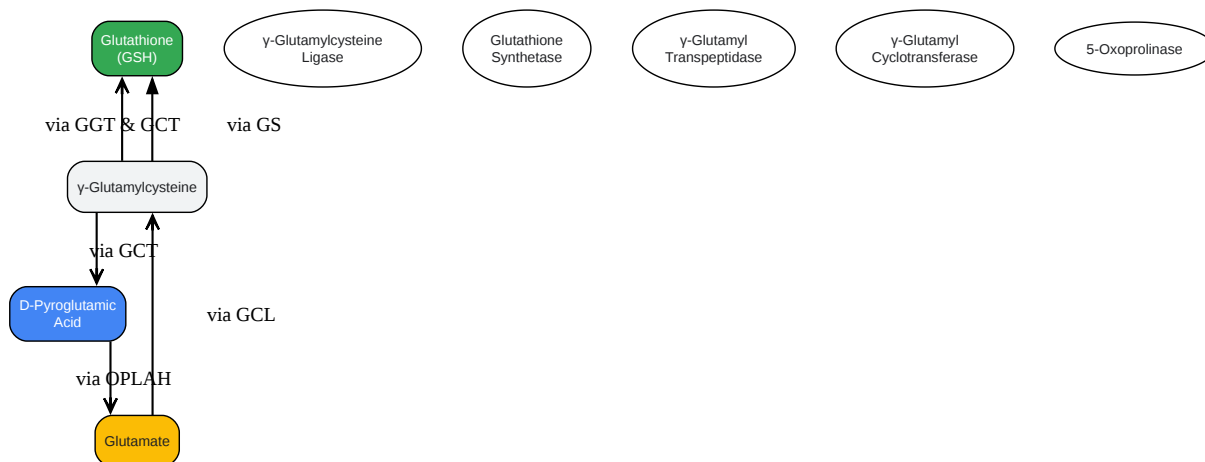 Glutathione
(GSH)
γ-Glutamylcysteine
Ligase
Glutathione
Synthetase
γ-Glutamyl
Transpeptidase
γ-Glutamyl
Cyclotransferase
5-Oxoprolinase
via GGT & GCT
via GS
γ-Glutamylcysteine
via GCT
D-Pyroglutamic
Acid
via GCL
via OPLAH
Glutamate